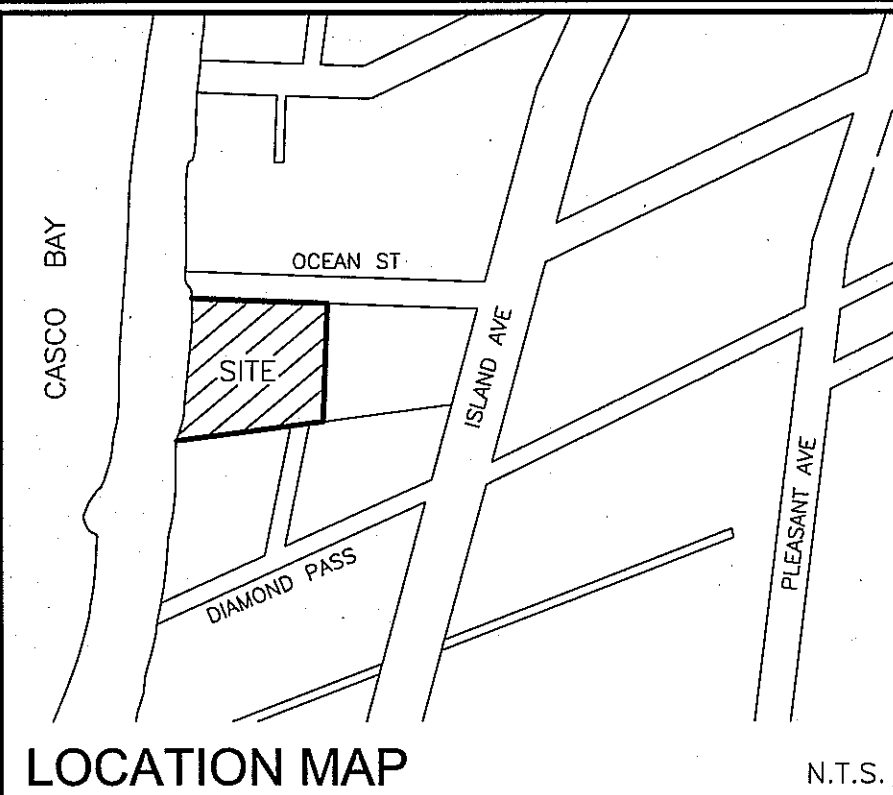 CASCO BAY
OCEAN ST
SITE
ISLAND AVE
PLEASANT AVE
DIAMOND PASS
LOCATION MAP
N.T.S.